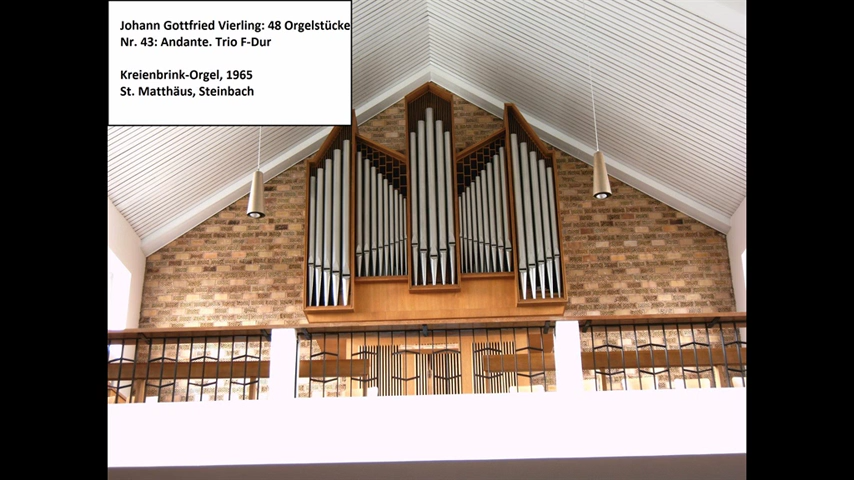 Johann Gottfried Vierling: 48 Orgelstücke
Nr. 43: Andante. Trio F-Dur
Kreienbrink-Orgel, 1965
St. Matthäus, Steinbach